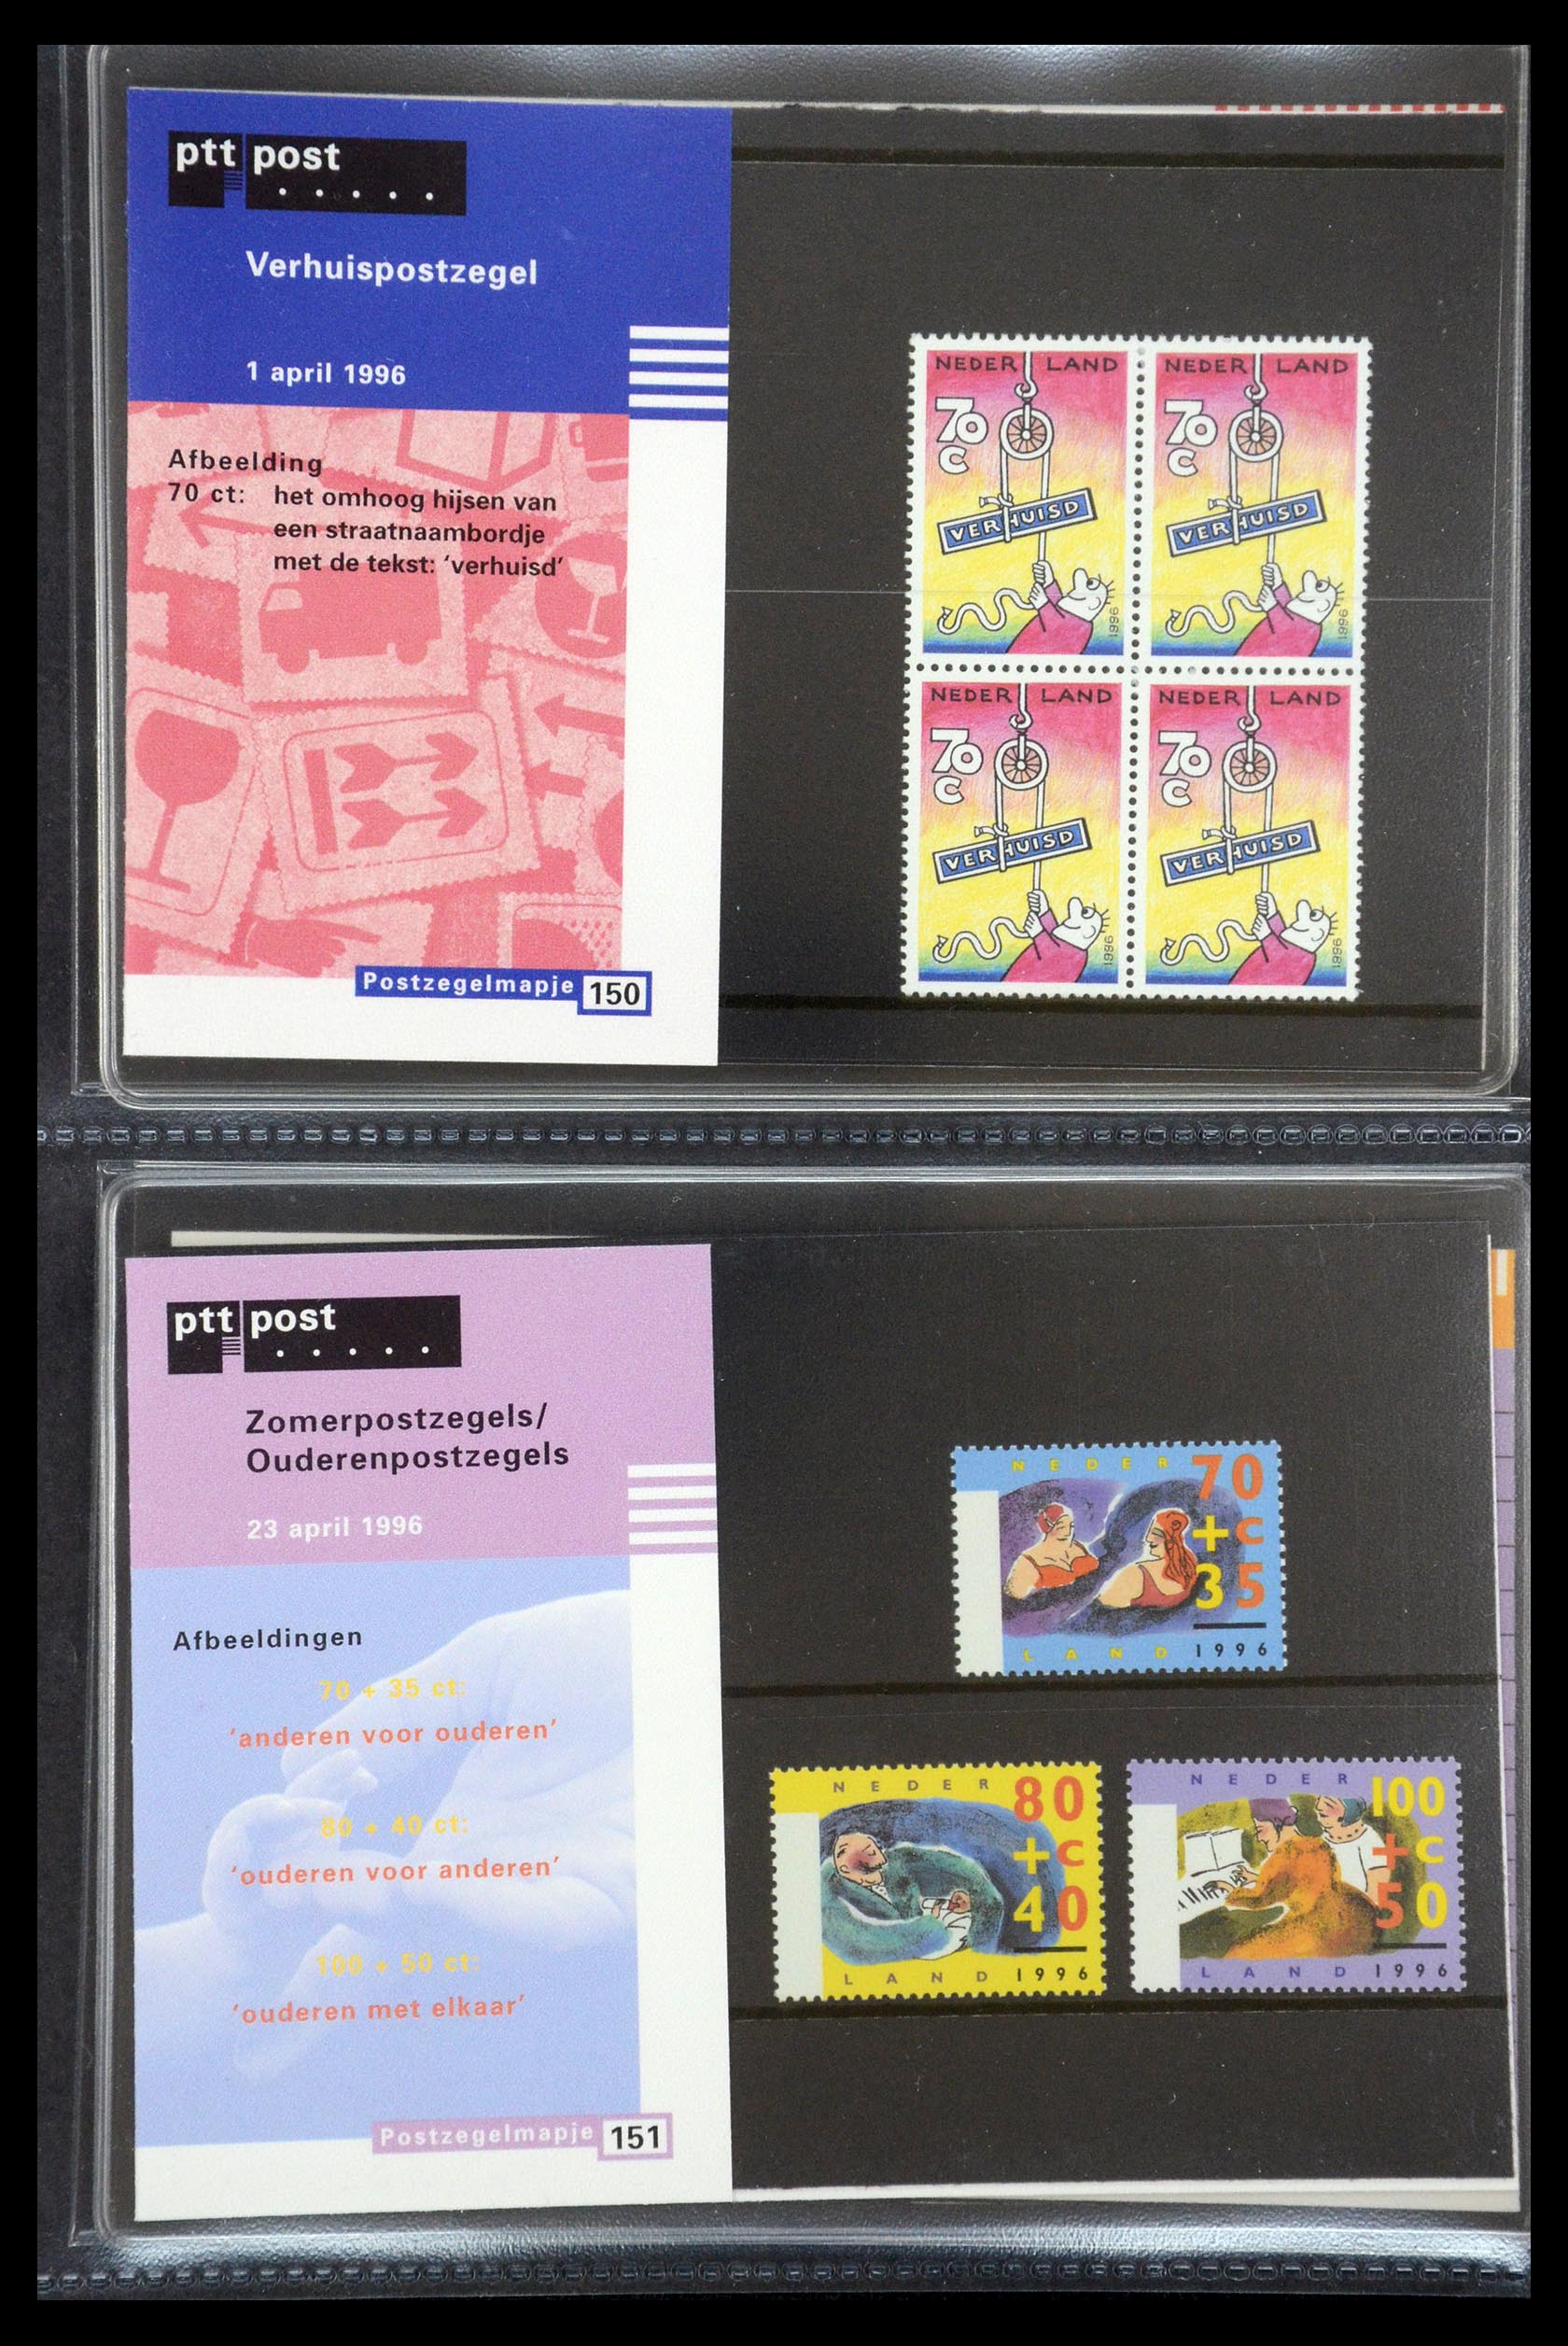 ptt post
Verhuispostzegel
1 april 1996
Afbeelding
70 ct: het omhoog hijsen van
een straatnaambordje
met de tekst: ‘verhuisd’
Postzegelmapje 150
NEDER LAND
70
C
VERHUISD
1996
NEDER LAND
70
C
VERHUISD
1996
NEDER LAND
70
C
VERHUISD
1996
NEDER LAND
70
C
VERHUISD
1996
ptt post
Zomerpostzegels/
Ouderenpostzegels
23 april 1996
Afbeeldingen
70 + 35 ct:
‘anderen voor ouderen’
80 + 40 ct:
‘ouderen voor anderen’
100 + 50 ct:
‘ouderen met elkaar’
Postzegelmapje 151
NEDER 70
+ c
35
LAND 1996
NEDER 80
+ c
40
LAND 1996
NEDER 100
+ c
50
LAND 1996